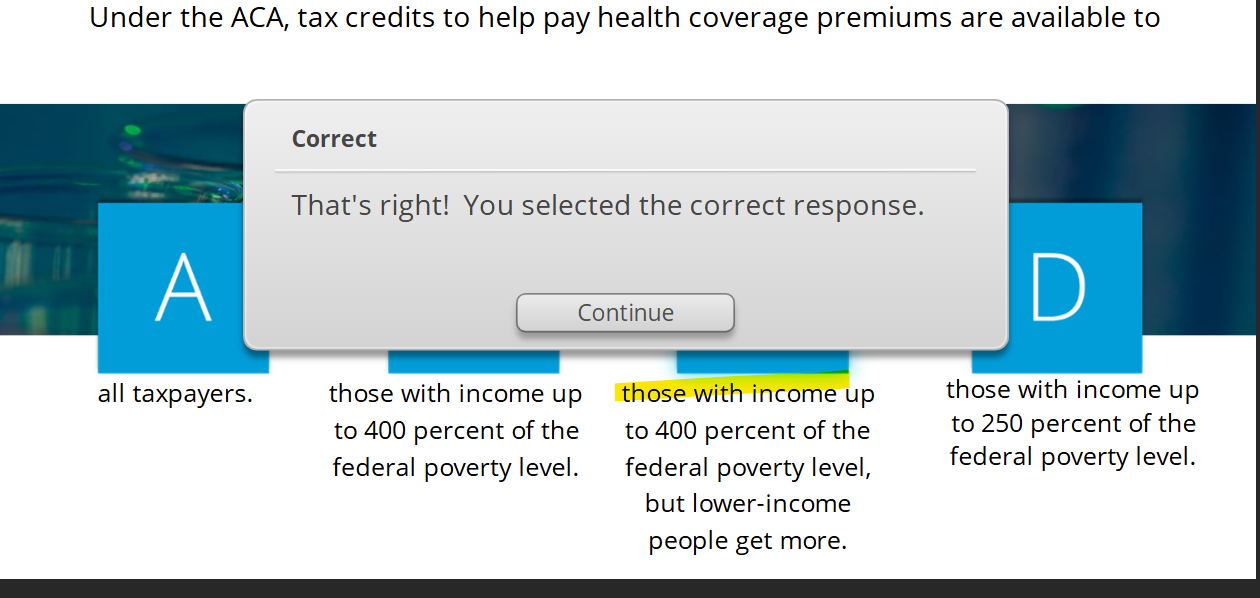 Under the ACA, tax credits to help pay health coverage premiums are available to
Correct
That's right!  You selected the correct response.
Continue
A
D
all taxpayers.
those with income up
to 400 percent of the
federal poverty level.
those with income up
to 400 percent of the
federal poverty level,
but lower-income
people get more.
those with income up
to 250 percent of the
federal poverty level.